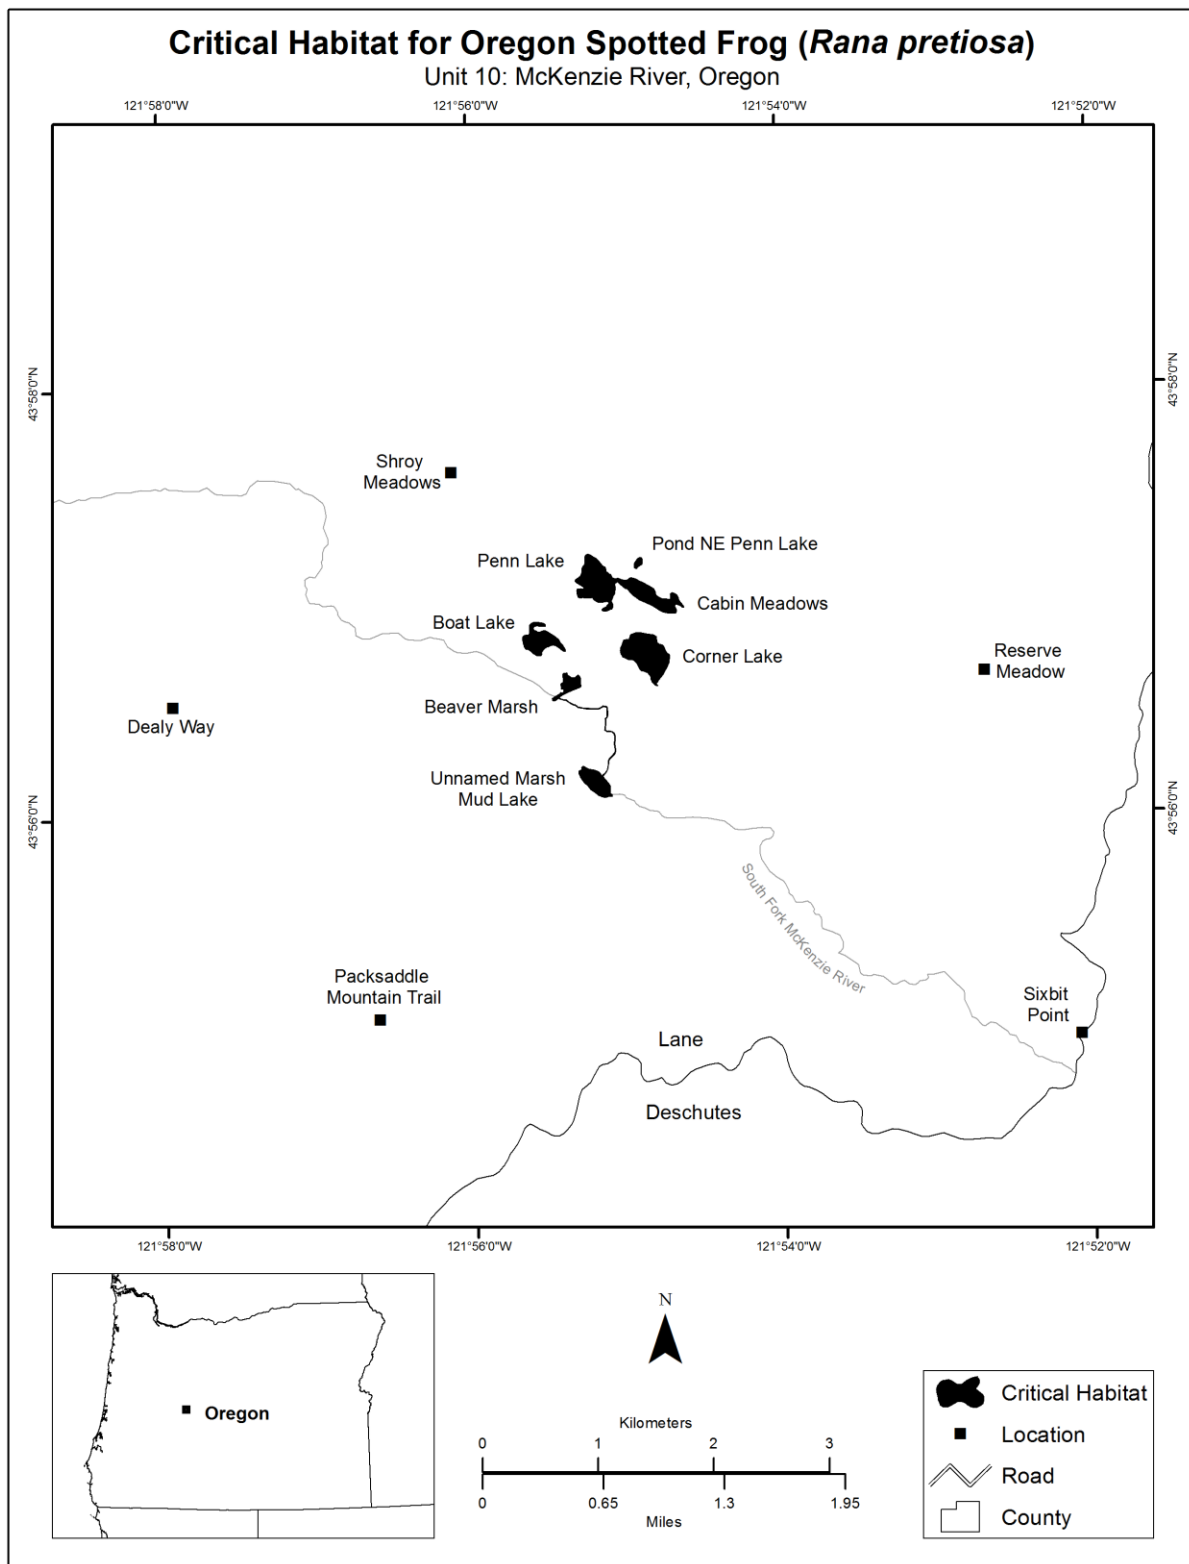 Critical Habitat for Oregon Spotted Frog (Rana pretiosa)
Unit 10: McKenzie River, Oregon
121°58'0"W
121°56'0"W
121°54'0"W
121°52'0"W
43°58'0"N
43°58'0"N
Shroy
Meadows
Pond NE Penn Lake
Penn Lake
Cabin Meadows
Boat Lake
Corner Lake
Reserve
Meadow
Beaver Marsh
Dealy Way
Unnamed Marsh
Mud Lake
43°56'0"N
43°56'0"N
South Fork McKenzie River
Packsaddle
Mountain Trail
Sixbit
Point
Lane
Deschutes
121°58'0"W
121°56'0"W
121°54'0"W
121°52'0"W
Oregon
N
Kilometers
0 1 2 3
0 0.65 1.3 1.95
Miles
Critical Habitat
Location
Road
County